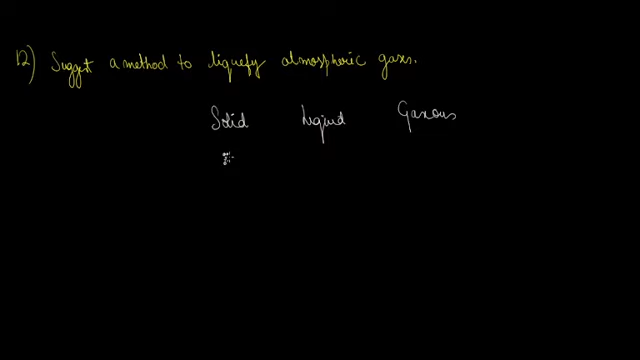 12) Suggest a method to liquefy atmospheric gases.
Solid Liquid Gaseous